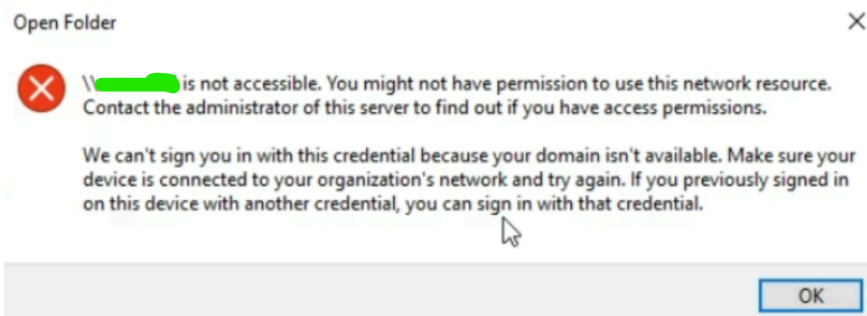 Open Folder
\\ is not accessible. You might not have permission to use this network resource.
Contact the administrator of this server to find out if you have access permissions.
We can't sign you in with this credential because your domain isn't available. Make sure your
device is connected to your organization's network and try again. If you previously signed in
on this device with another credential, you can sign in with that credential.
OK